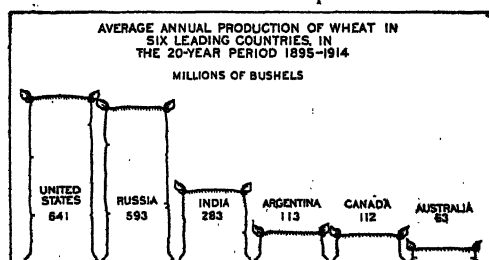 AVERAGE ANNUAL PRODUCTION OF WHEAT IN
SIX LEADING COUNTRIES, IN
THE 20-YEAR PERIOD 1895-1914
MILLIONS OF BUSHELS
UNITED
STATES
641
RUSSIA
593
INDIA
283
ARGENTINA
113
CANADA
112
AUSTRALIA
63